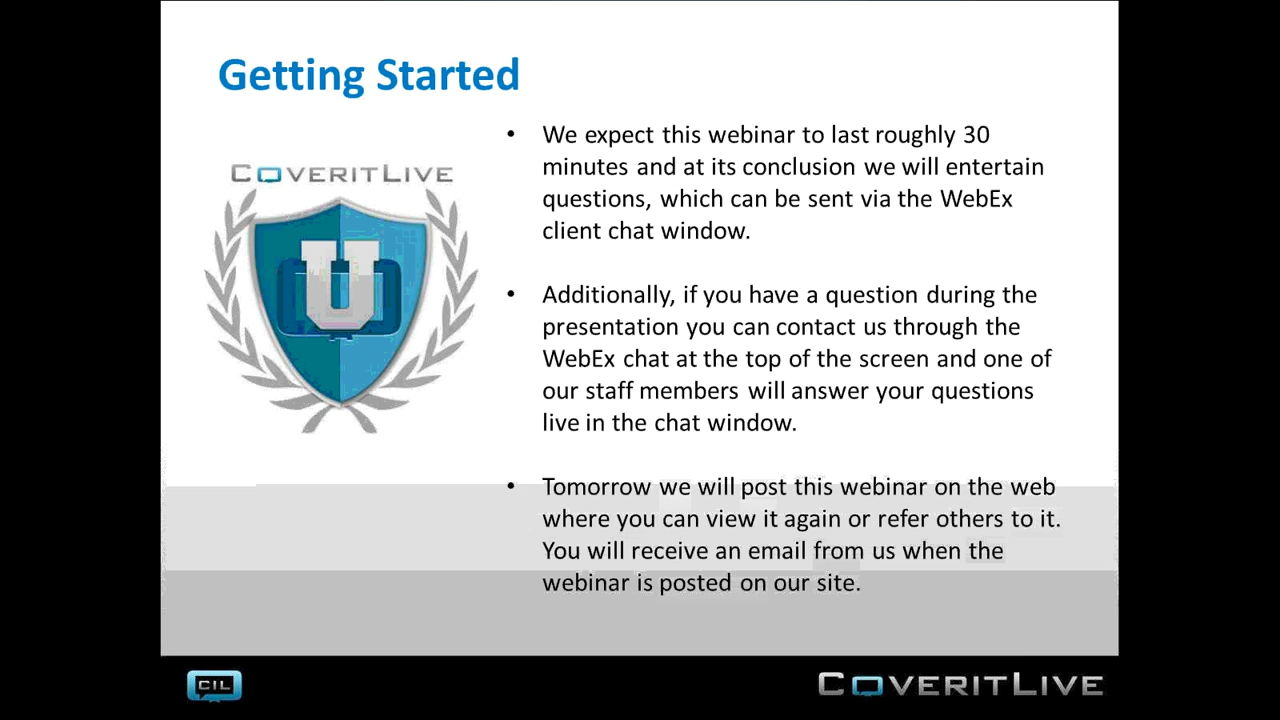 Getting Started
COVERITLIVE
U
• We expect this webinar to last roughly 30
minutes and at its conclusion we will entertain
questions, which can be sent via the WebEx
client chat window.
• Additionally, if you have a question during the
presentation you can contact us through the
WebEx chat at the top of the screen and one of
our staff members will answer your questions
live in the chat window.
• Tomorrow we will post this webinar on the web
where you can view it again or refer others to it.
You will receive an email from us when the
webinar is posted on our site.
CIL
COVERITLIVE